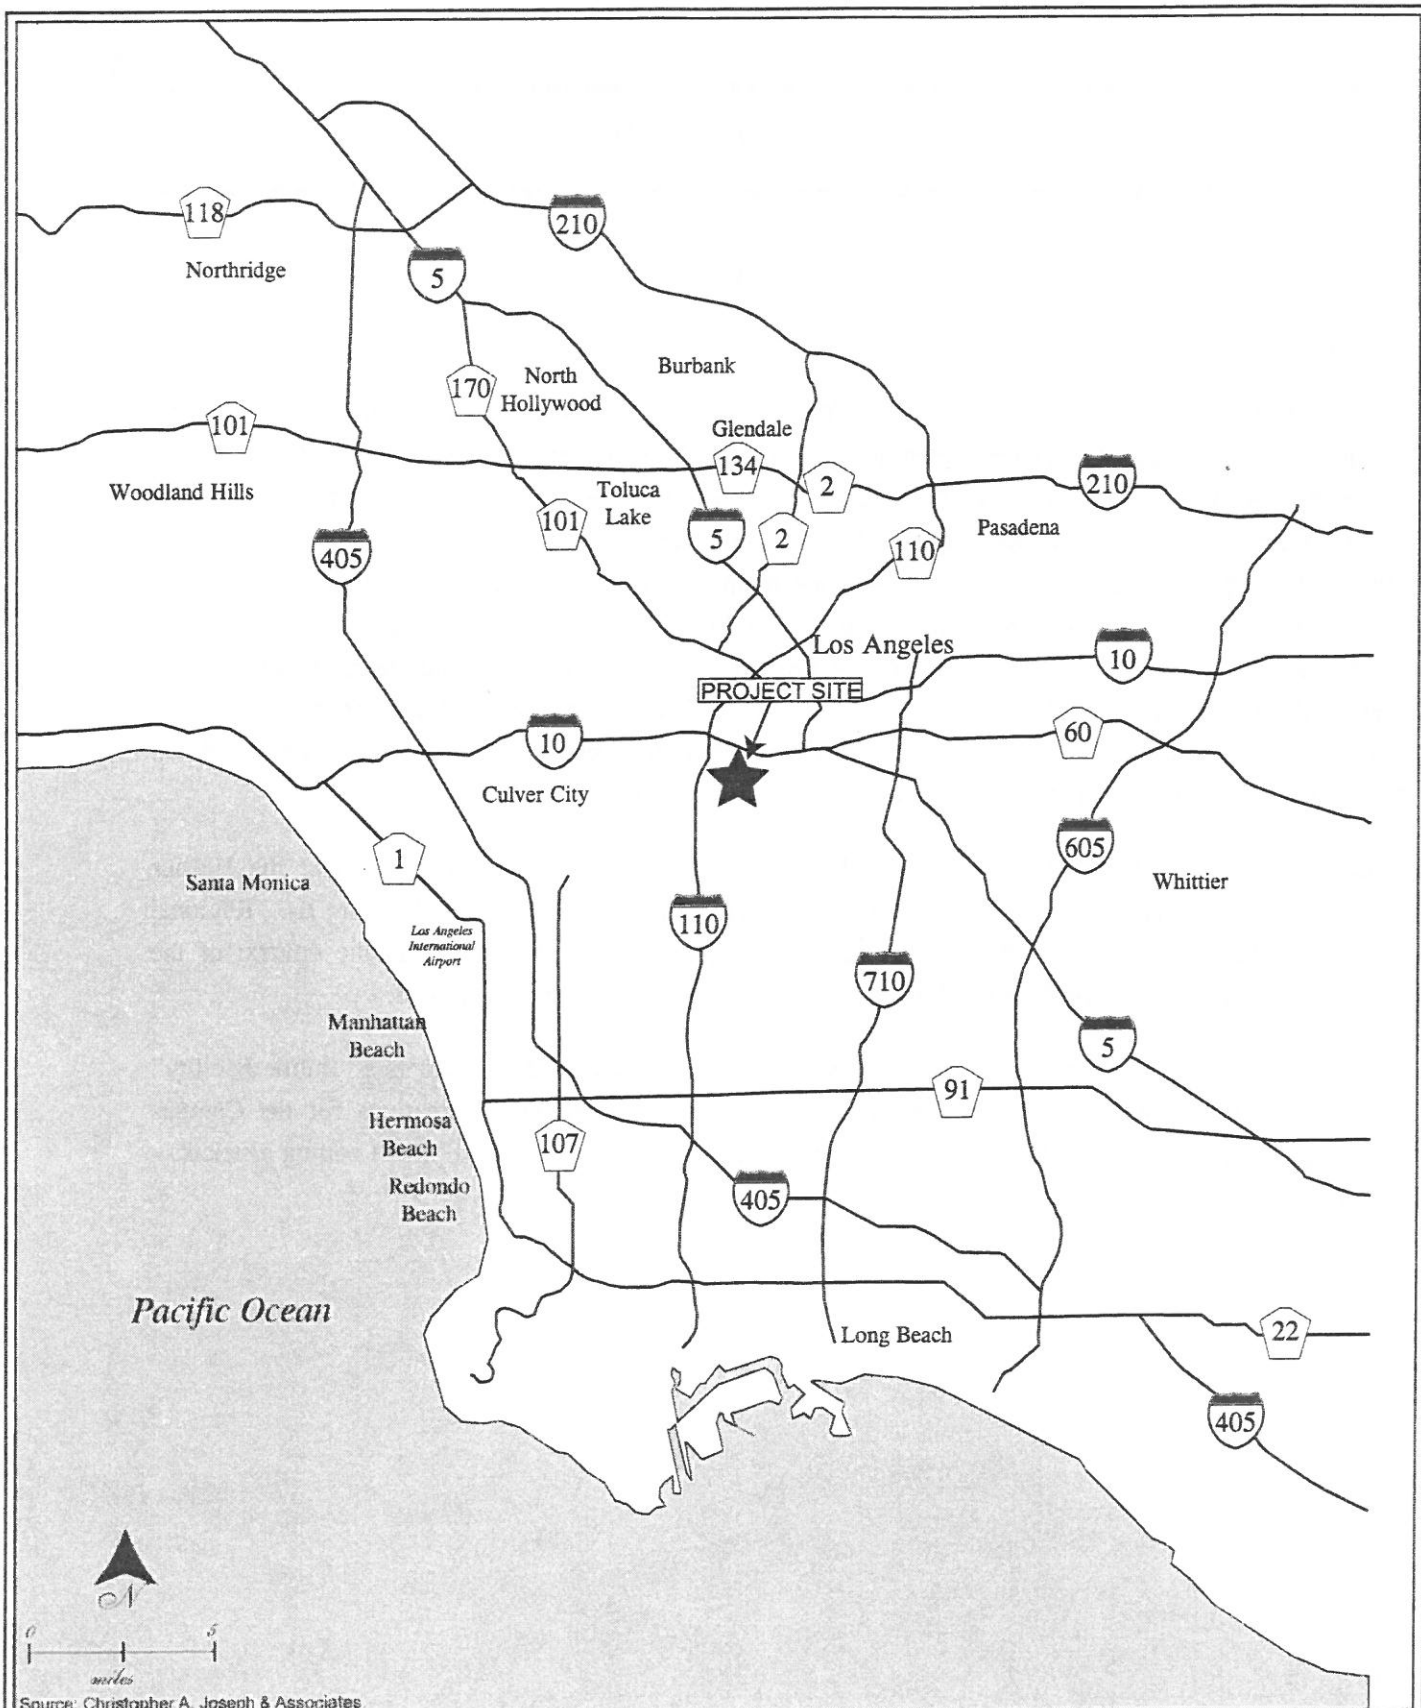 118
210
Northridge
5
Burbank
170
North
Hollywood
101
Glendale
134
Woodland Hills
Toluca
Lake
2
210
101
5
2
110
Pasadena
405
Los Angeles
10
PROJECT SITE
10
60
Culver City
1
605
Santa Monica
Whittier
110
Los Angeles
International
Airport
710
Manhattan
Beach
5
91
Hermosa
Beach
107
Redondo
Beach
405
Pacific Ocean
Long Beach
22
405
N
0
5
miles
Source: Christopher A. Joseph & Associates